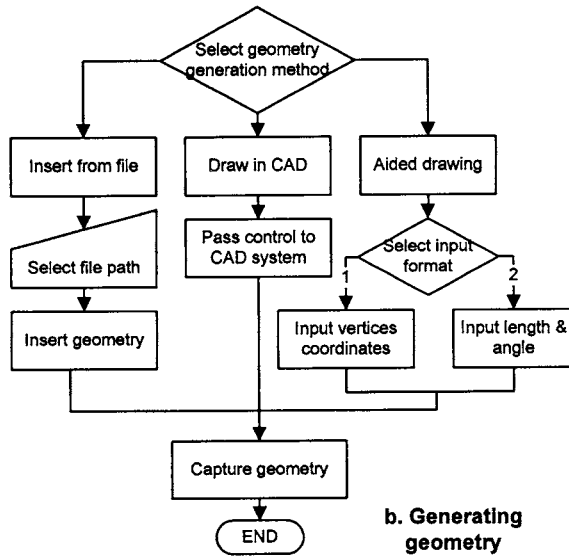 Select geometry
generation method
Insert from file
Draw in CAD
Aided drawing
Select file path
Pass control to
CAD system
Select input
format
1
2
Insert geometry
Input vertices
coordinates
Input length &
angle
Capture geometry
END
b. Generating
geometry